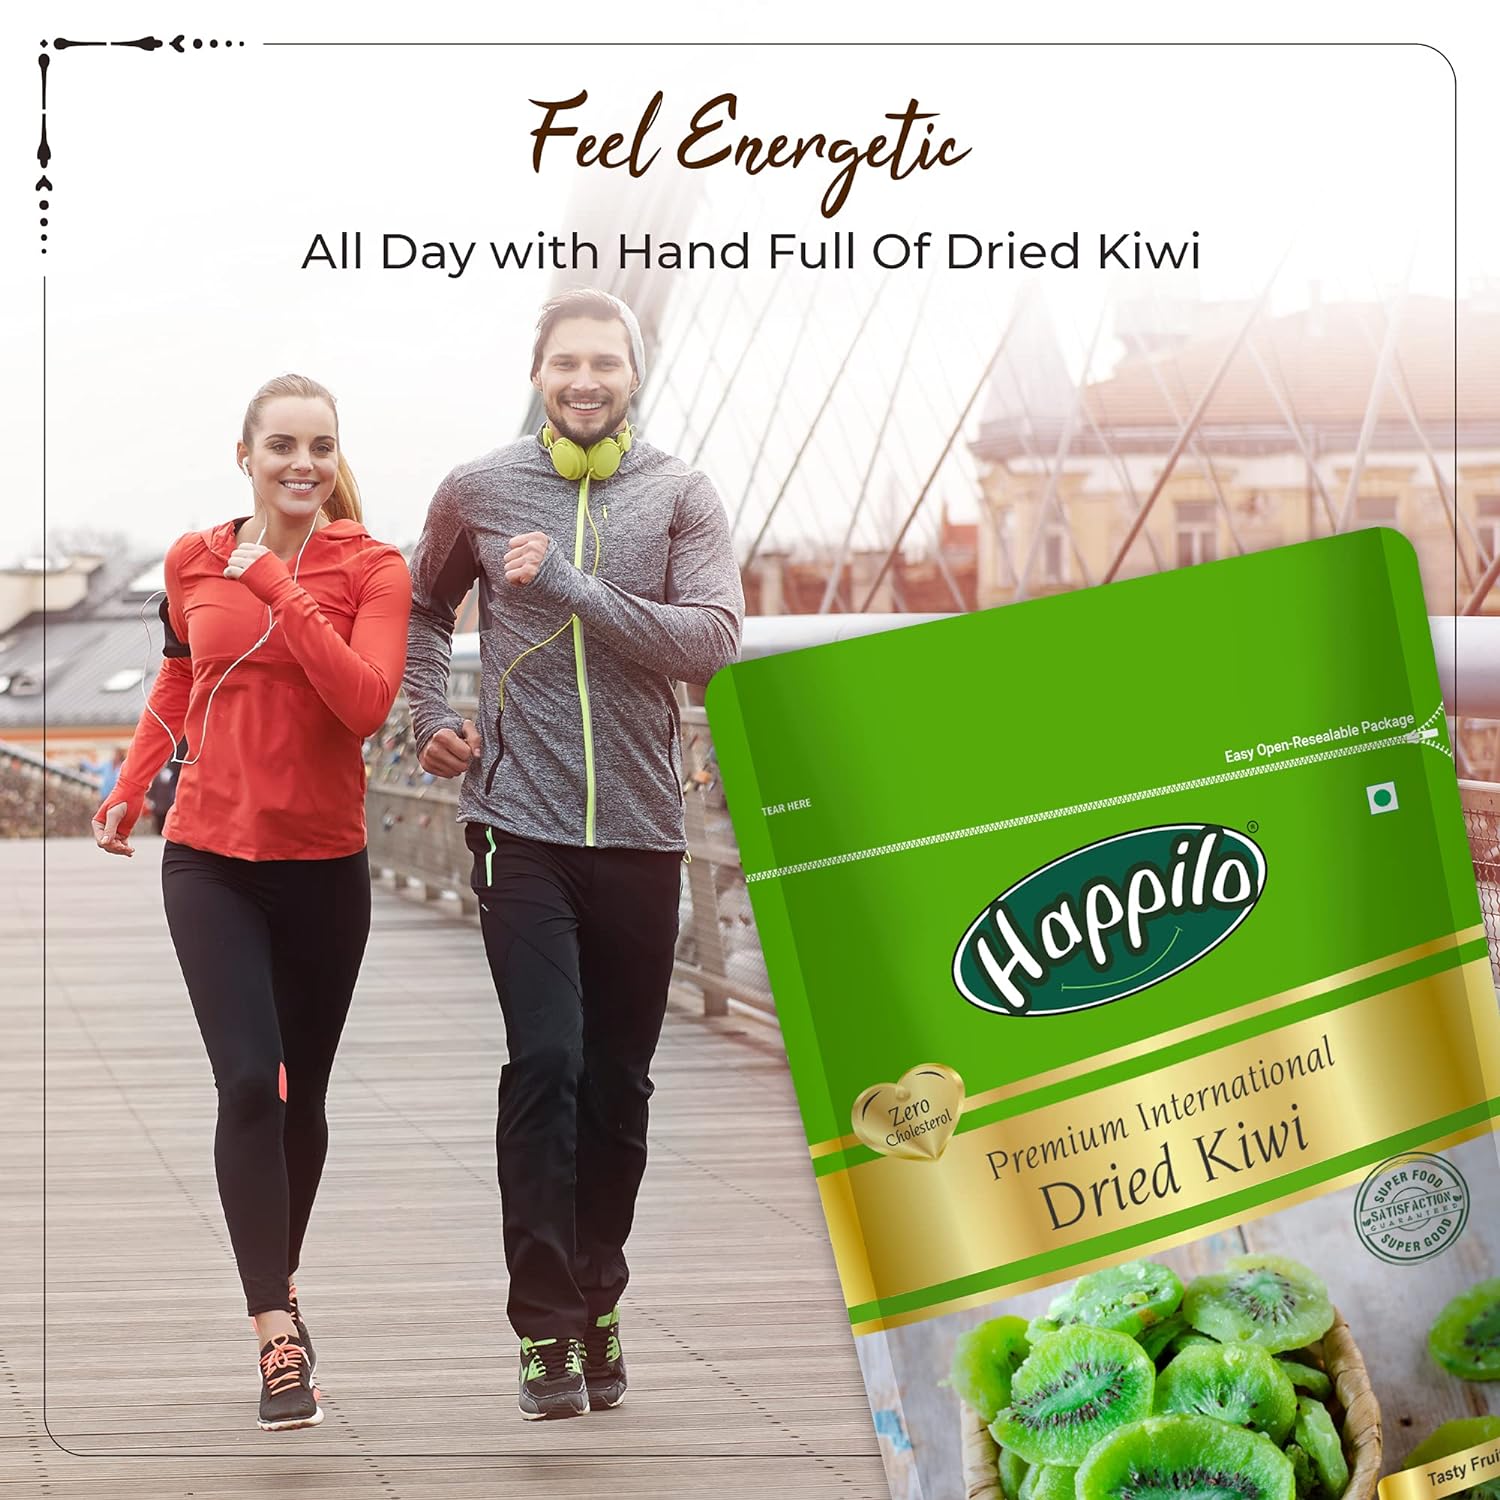 Feel Energetic
All Day with Hand Full Of Dried Kiwi
Easy Open-Resealable Package
TEAR HERE
Happilo
®
Zero
Cholesterol
Premium International
Dried Kiwi
SUPER FOOD
SATISFACTION
GUARANTEED
SUPER GOOD
Tasty Frui